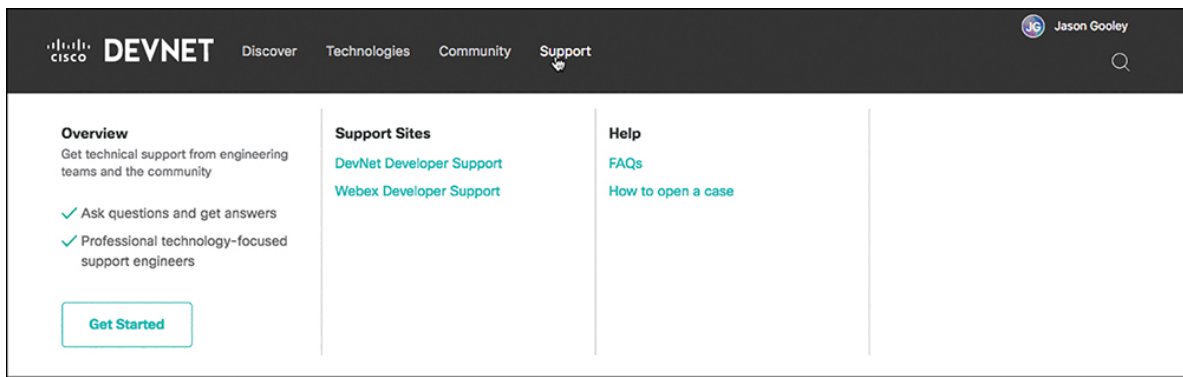 JG Jason Gooley
CISCO DEVNET Discover Technologies Community Support
Overview
Get technical support from engineering
teams and the community
Ask questions and get answers
Professional technology-focused
support engineers
Get Started
Support Sites
DevNet Developer Support
Webex Developer Support
Help
FAQs
How to open a case